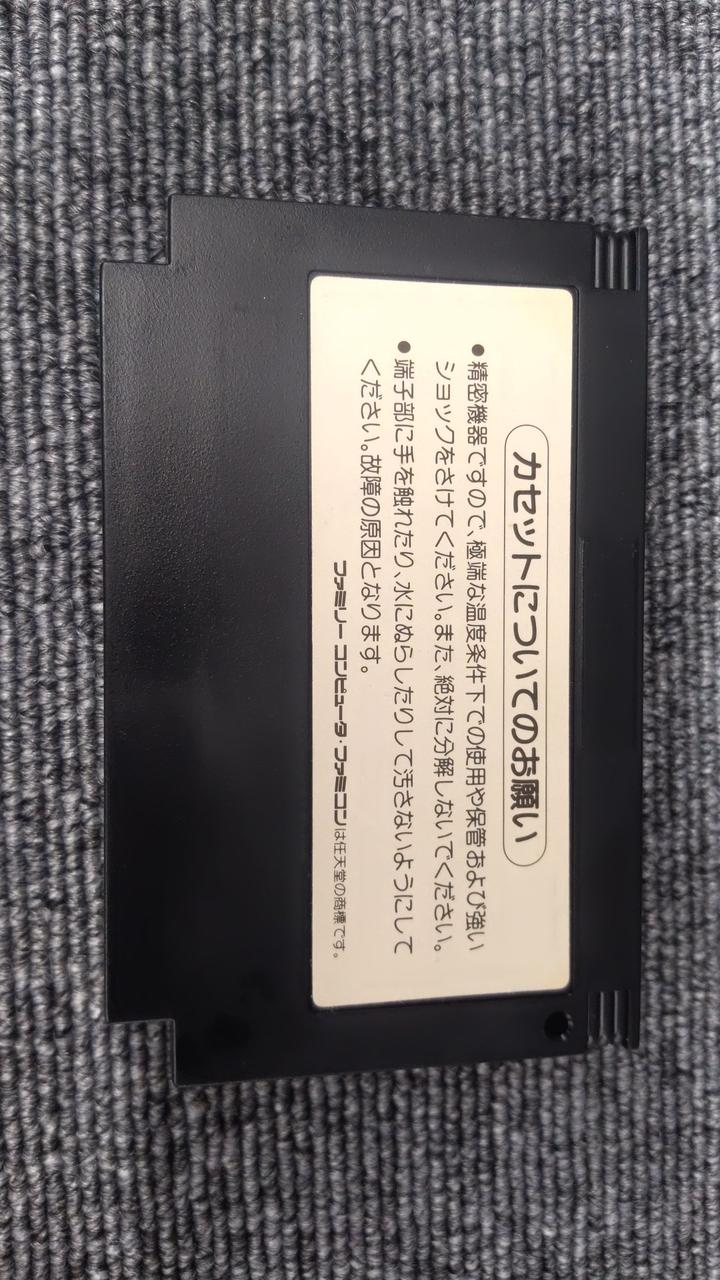 カセットについてのお願い
●精密機器ですので、極端な温度条件下での使用や保管および強い
ショックをさけてください。また、絶対に分解しないでください。
●端子部に手を触れたり、水にぬらしたりして汚さないようにして
ください。故障の原因となります。
ファミリー コンピュータ・ファミコンは任天堂の商標です。